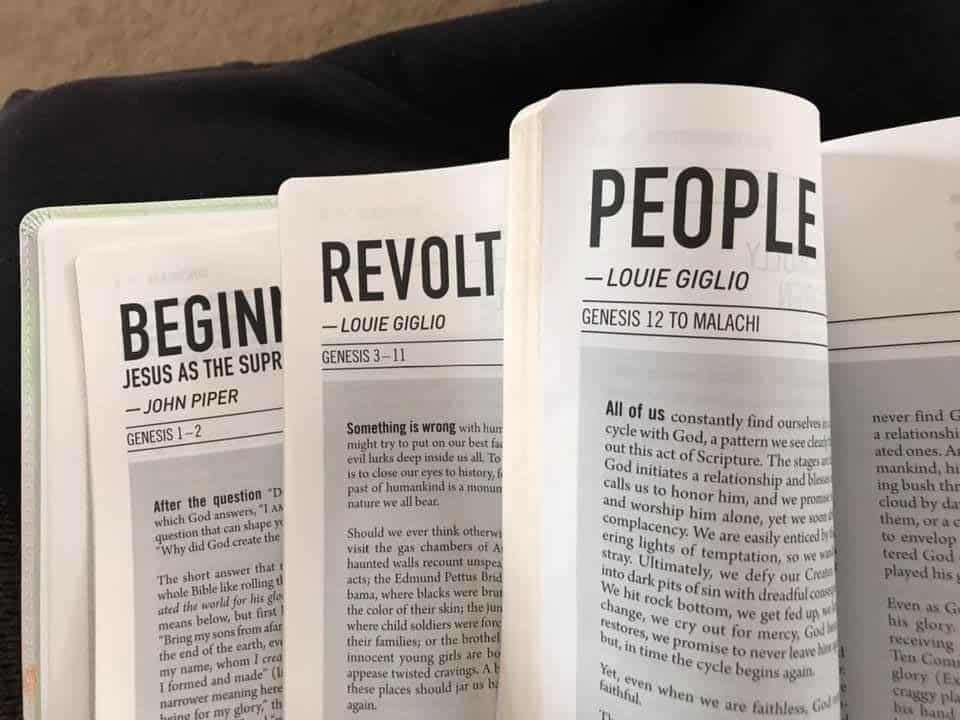 BEGINN
JESUS AS THE SUPR
—JOHN PIPER
GENESIS 1–2
After the question "D
which God answers, "I AM
question that can shape y
"Why did God create the
The short answer that
whole Bible like rolling t
ated the world for his glo
means below, but first
"Bring my sons from afar
the end of the earth, eve
my name, whom I crea
I formed and made" (I
narrower meaning here
being for my glory," th
REVOLT
—LOUIE GIGLIO
GENESIS 3–11
Something is wrong with hum
might try to put on our best fa
evil lurks deep inside us all. To
is to close our eyes to history, f
past of humankind is a monum
nature we all bear.
Should we ever think otherwi
visit the gas chambers of A
haunted walls recount unspea
acts; the Edmund Pettus Brid
bama, where blacks were brut
the color of their skin; the jun
where child soldiers were forc
their families; or the brothel
innocent young girls are bo
appease twisted cravings. A b
these places should jar us ba
again.
PEOPLE
—LOUIE GIGLIO
GENESIS 12 TO MALACHI
All of us constantly find ourselves in
cycle with God, a pattern we see clearly
out this act of Scripture. The stages are
God initiates a relationship and blesses
calls us to honor him, and we promise
and worship him alone, yet we soon
complacency. We are easily enticed by
ering lights of temptation, so we
stray. Ultimately, we defy our Creator
into dark pits of sin with dreadful
We hit rock bottom, we get fed up, we
change, we cry out for mercy, God
restores, we promise to never leave him
but, in time the cycle begins again.
Yet, even when we are faithless, God
faithful.
never find G
a relationshi
ated ones. An
mankind, hi
ing bush thr
cloud by da
them, or a c
to envelop
tered God
played his g
Even as Go
his glory.
receiving
Ten Comm
glory (Ex
craggy pla
his hand